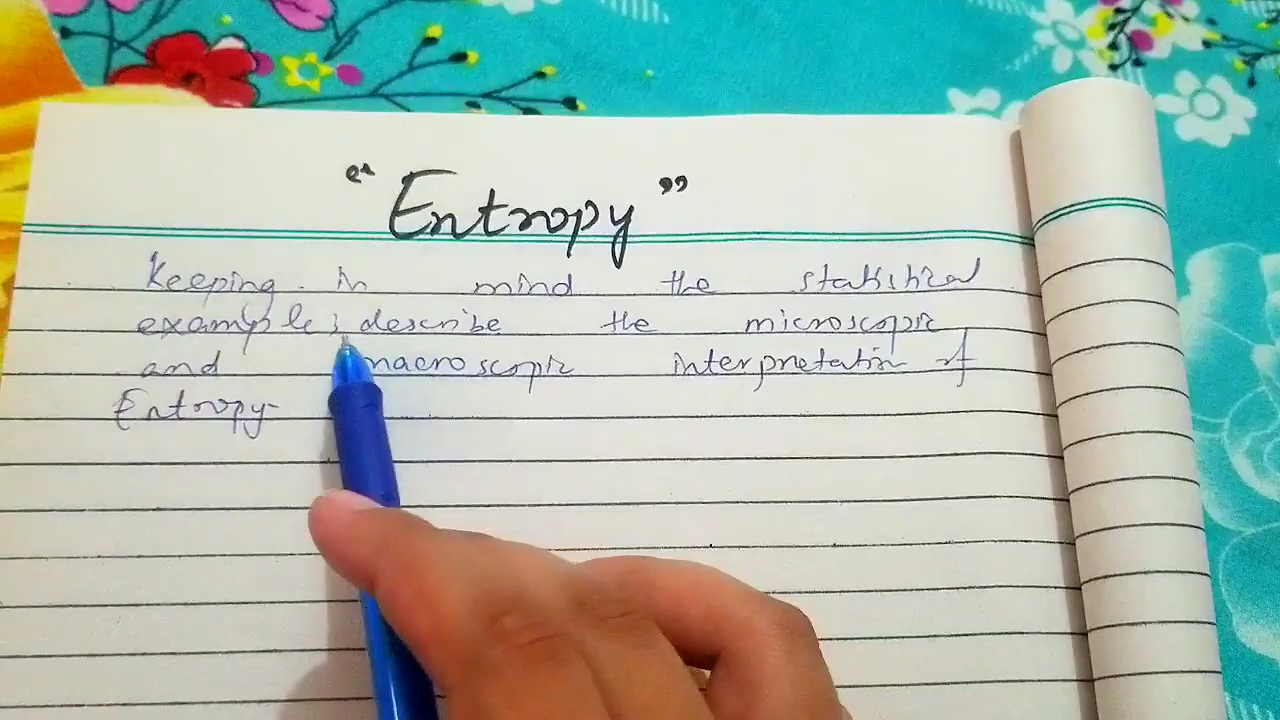 "Entropy"
Keeping in mind the statistical
example; describe the microscopic
and macroscopic interpretation of
Entropy-